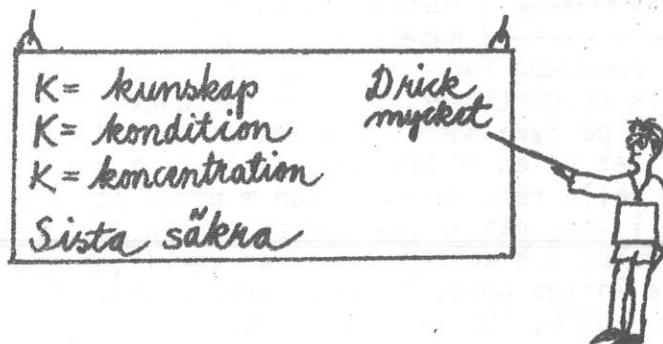 K = kunskap
K = kondition
K = koncentration
Sista säkra
Drick
mycket